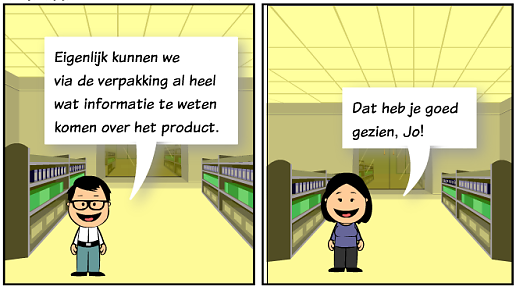 Eigenlijk kunnen we
via de verpakking al heel
wat informatie te weten
komen over het product.
Dat heb je goed
gezien, Jo!